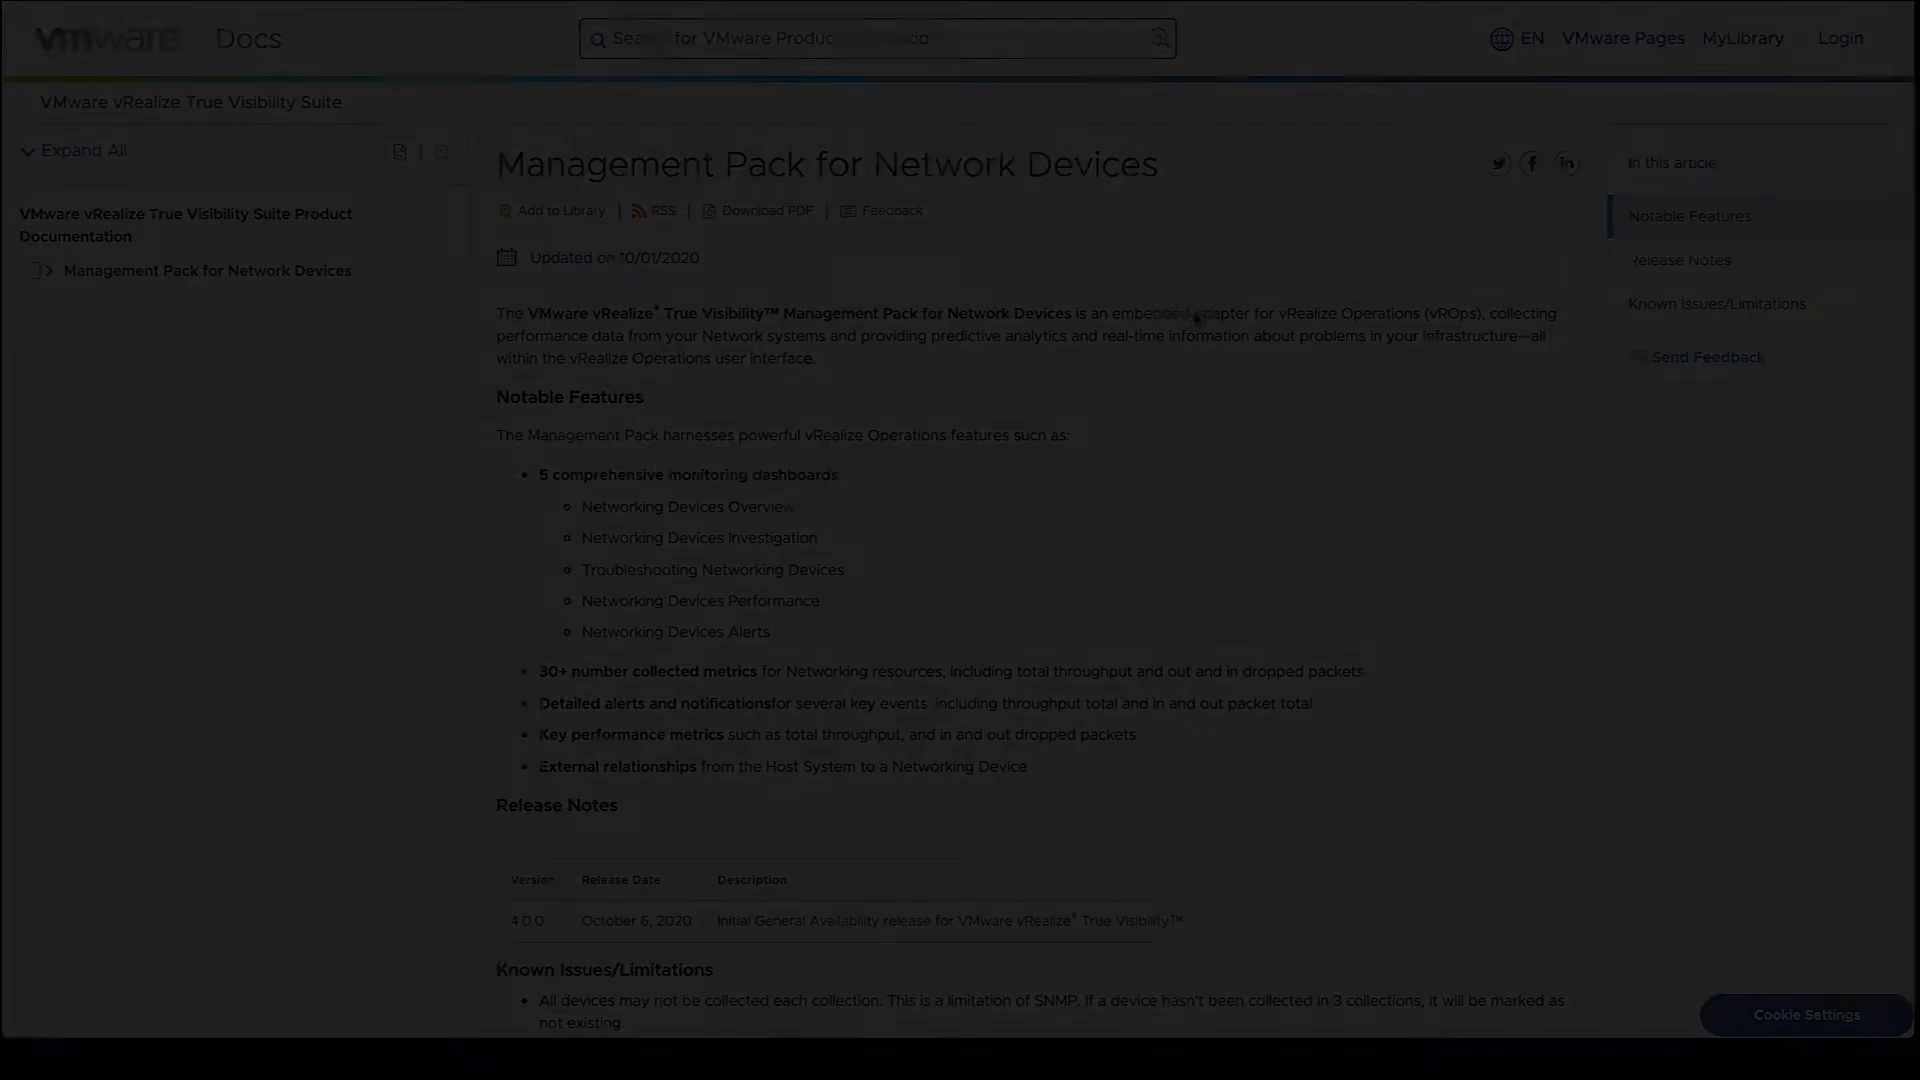 vmware Docs
EN VMware Pages MyLibrary Login
VMware vRealize True Visibility Suite
Expand All
VMware vRealize True Visibility Suite Product
Documentation
Management Pack for Network Devices
Management Pack for Network Devices
Add to Library | RSS | Download PDF | Feedback
Updated on 10/01/2020
The VMware vRealize® True Visibility™ Management Pack for Network Devices is an embedded adapter for vRealize Operations (vROps), collecting
performance data from your Network systems and providing predictive analytics and real-time information about problems in your infrastructure—all
within the vRealize Operations user interface.
Notable Features
The Management Pack harnesses powerful vRealize Operations features such as:
• 5 comprehensive monitoring dashboards
Networking Devices Overview
Networking Devices Investigation
Troubleshooting Networking Devices
Networking Devices Performance
Networking Devices Alerts
• 30+ number collected metrics for Networking resources, including total throughput and out and in dropped packets
• Detailed alerts and notificationsfor several key events including throughput total and in and out packet total
• Key performance metrics such as total throughput, and in and out dropped packets
• External relationships from the Host System to a Networking Device
Release Notes
Version Release Date Description
4.0.0 October 6, 2020 Initial General Availability release for VMware vRealize® True Visibility™
Known Issues/Limitations
• All devices may not be collected each collection. This is a limitation of SNMP. If a device hasn't been collected in 3 collections, it will be marked as
not existing.
In this article
Notable Features
Release Notes
Known Issues/Limitations
Send Feedback
Cookie Settings